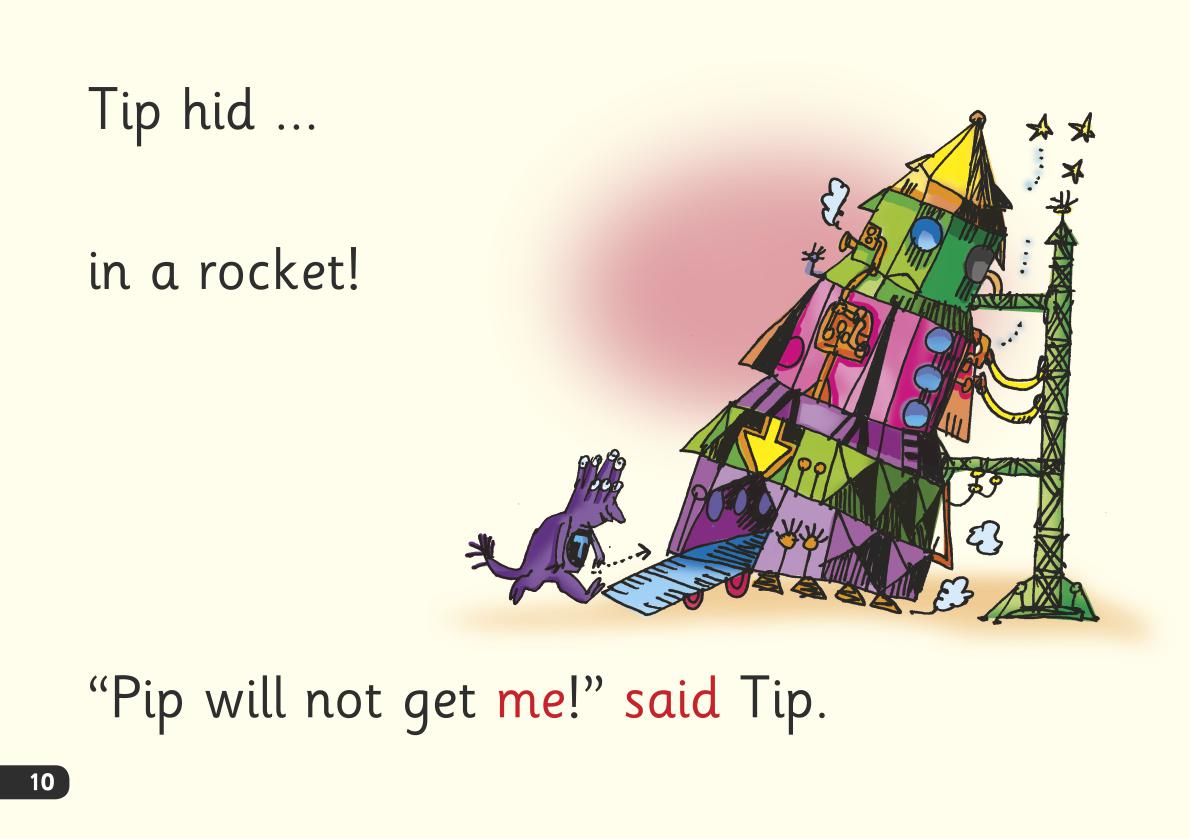 Tip hid ...
in a rocket!
“Pip will not get me!” said Tip.
10